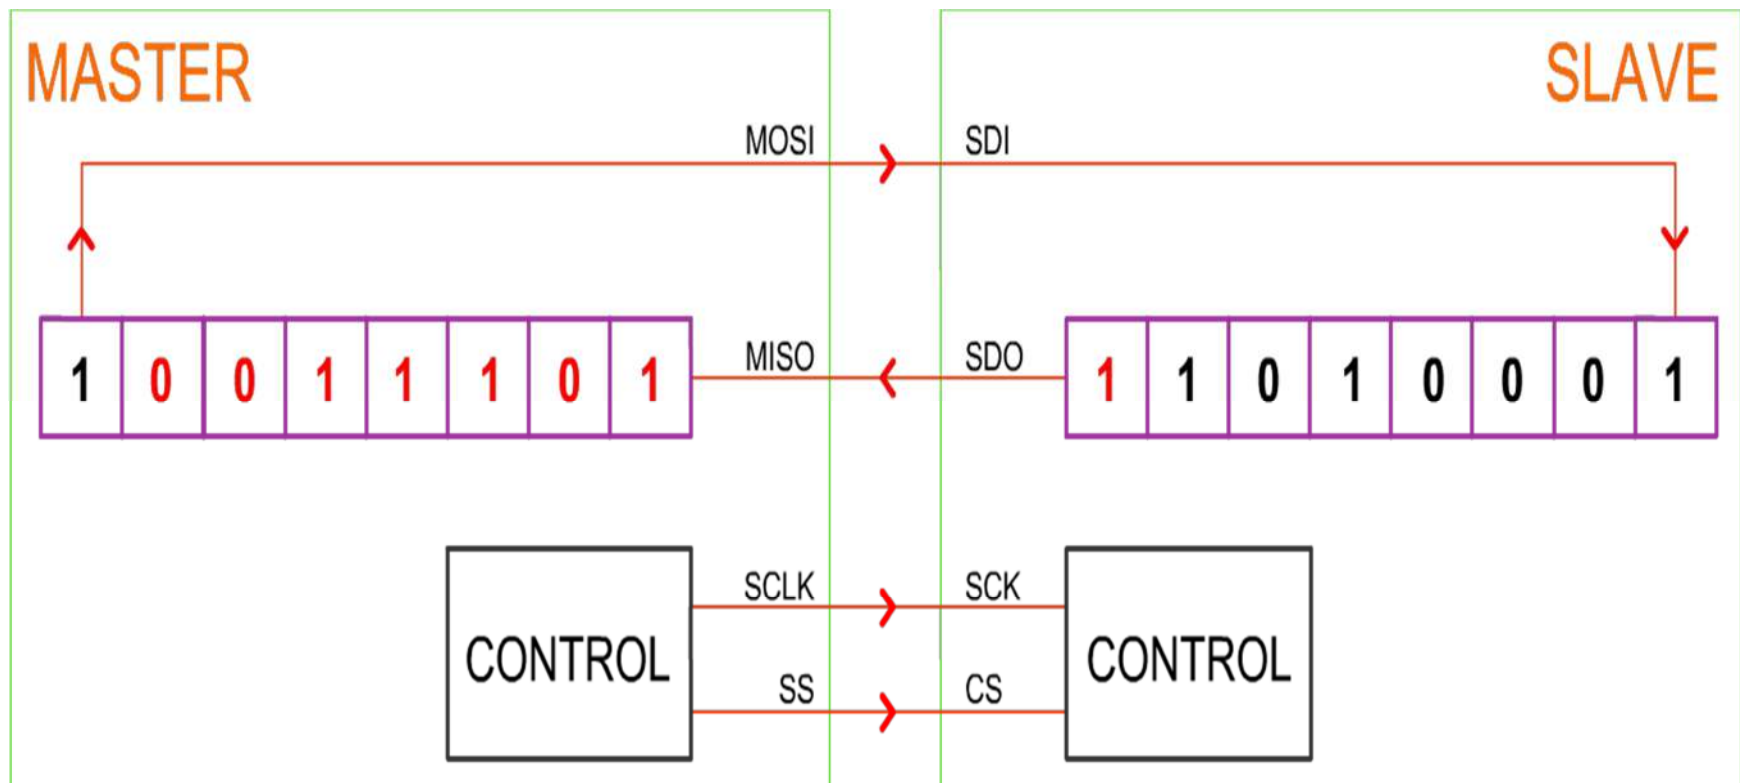 MASTER
SLAVE
MOSI SDI
1 0 0 1 1 1 0 1 MISO SDO 1 1 0 1 0 0 0 1
SCLK SCK
CONTROL CONTROL
SS CS